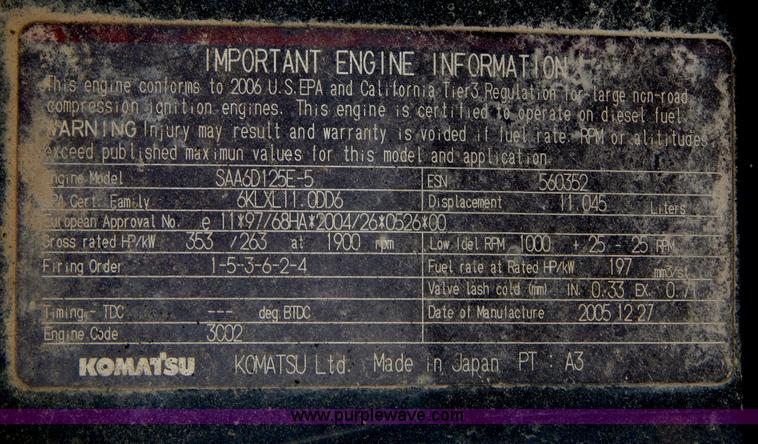 IMPORTANT ENGINE INFORMATION
This engine conforms to 2006 U.S.EPA and California Tier3 Regulation for large non-road
compression ignition engines. This engine is certified to operate on diesel fuel.
WARNING Injury may result and warranty is voided if fuel rate. RPM or altitudes
exceed published maximun values for this model and application.
Engine Model SAA6D125E-5 ESN 560352
EPA Cert. Family 6KLXL11.0DD6 Displacement 11.045 Liters
European Approval No. e 11*97/68HA*2004/26*0526*00
Gross rated HP/kW 353 /263 at 1900 rpm Low Idel RPM 1000 +25 - 25 RPM
Firing Order 1-5-3-6-2-4 Fuel rate at Rated HP/kW 197 mm3/st
Valve lash cold (mm) IN 0.33 EX. 0.71
Timing - TDC --- deg.BTDC Date of Manufacture 2005 12.27
Engine Code 3002
KOMATSU KOMATSU Ltd. Made in Japan PT : A3
www.purplewave.com